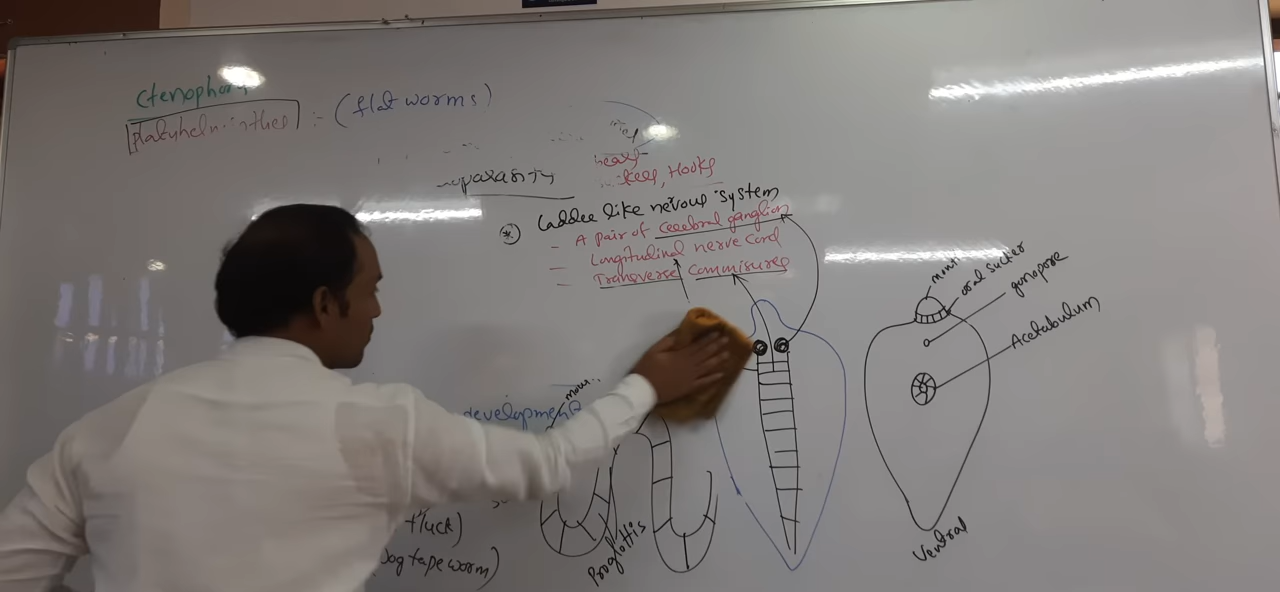 Ctenophora
platyhelminthes :- (flat worms)
parasity
Hooks
* Ladder like nervous system
- A pair of cerebral ganglion
- Longitudinal nerve cord
- Transverse commisures
mouth
oral sucker
gonopore
Acetabulum
development
Proglottis
Ventral
fluck)
Dog tape worm)